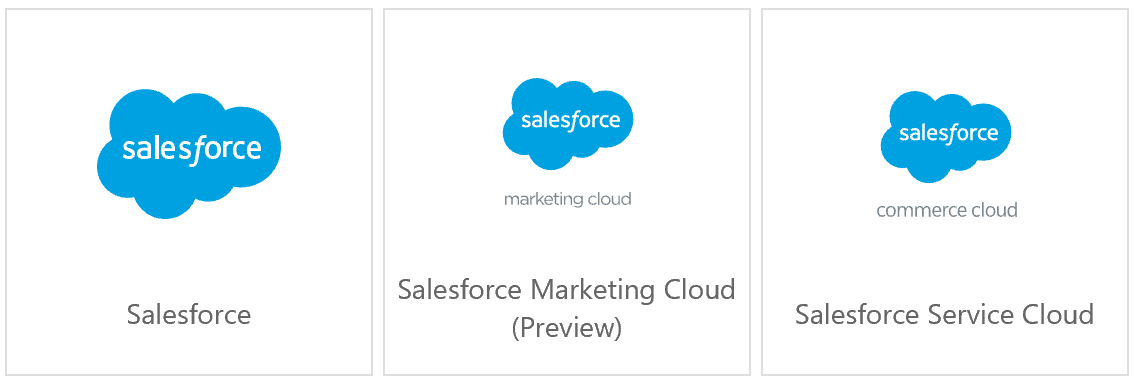 salesforce
Salesforce
salesforce
marketing cloud
Salesforce Marketing Cloud
(Preview)
salesforce
commerce cloud
Salesforce Service Cloud